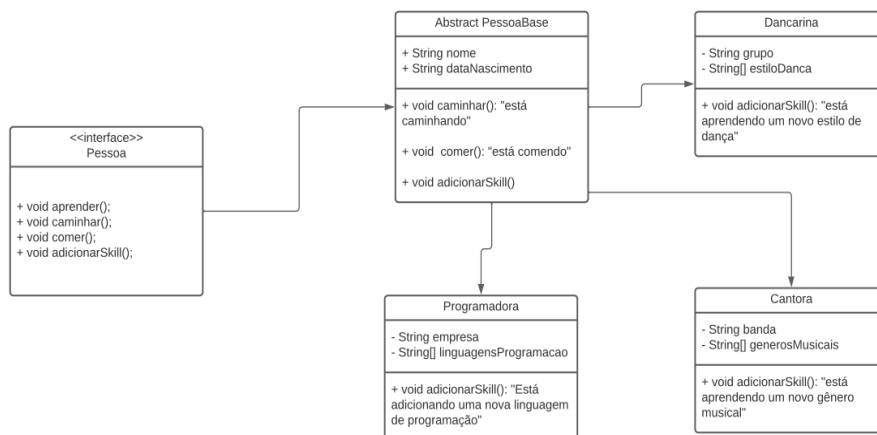 <<interface>>
Pessoa
+ void aprender();
+ void caminhar();
+ void comer();
+ void adicionarSkill();
Abstract PessoaBase
+ String nome
+ String dataNascimento
+ void caminhar(): "está
caminhando"
+ void  comer(): "está comendo"
+ void adicionarSkill()
Dancarina
- String grupo
- String[] estiloDanca
+ void adicionarSkill(): "está
aprendendo um novo estilo de
dança"
Programadora
- String empresa
- String[] linguagensProgramacao
+ void adicionarSkill(): "Está
adicionando uma nova linguagem
de programação"
Cantora
- String banda
- String[] generosMusicais
+ void adicionarSkill(): "está
aprendendo um novo gênero
musical"